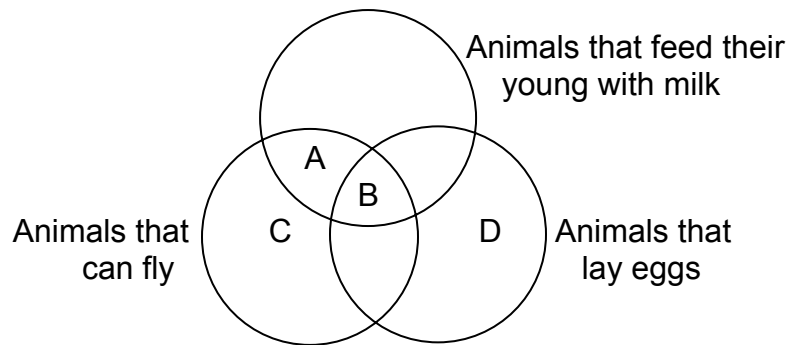 Animals that feed their
young with milk
A
B
Animals that
can fly
C
D
Animals that
lay eggs